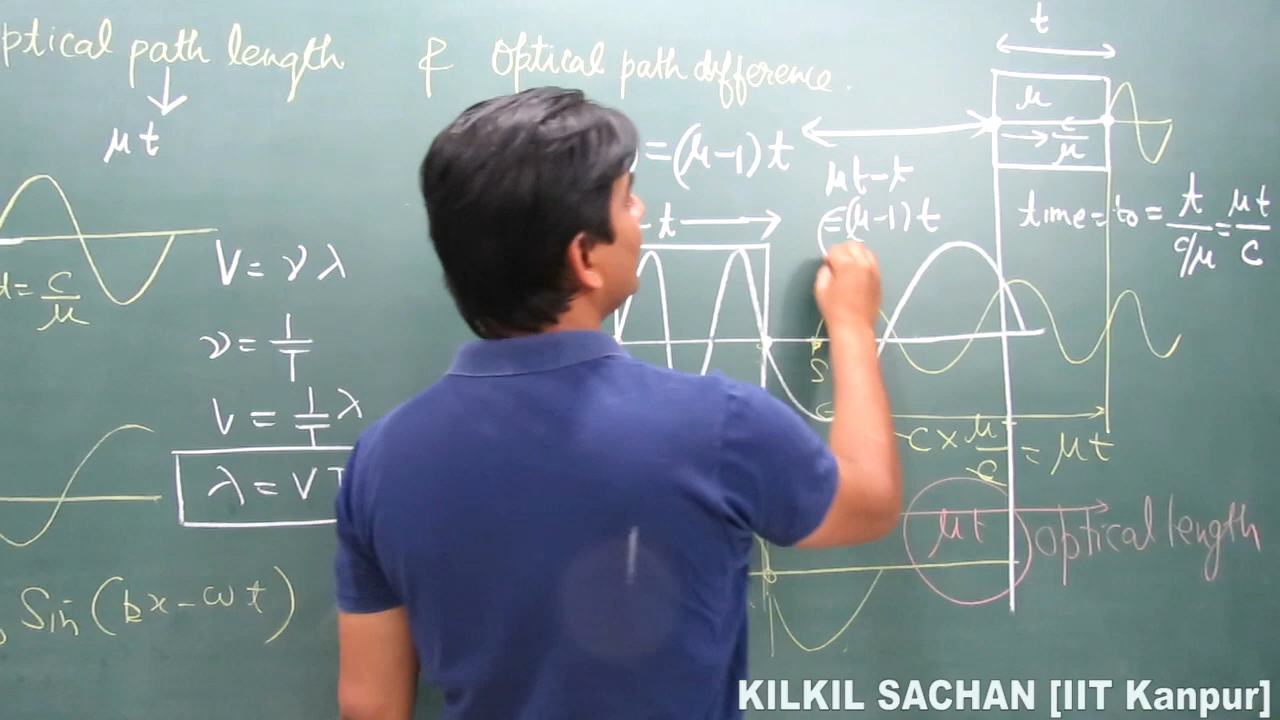 ptical path length & Optical path difference.
μt
t
μ
c/μ
=(μ-1)t
μt-t
=(μ-1)t
t
time = t₀ = t/(c/μ) = μt/c
= c/μ
V = νλ
ν = 1/T
V = 1/T λ
λ = VT
S
C × μt/c = μt
μt optical length
Sin (kx - ωt)
KILKIL SACHAN [IIT Kanpur]